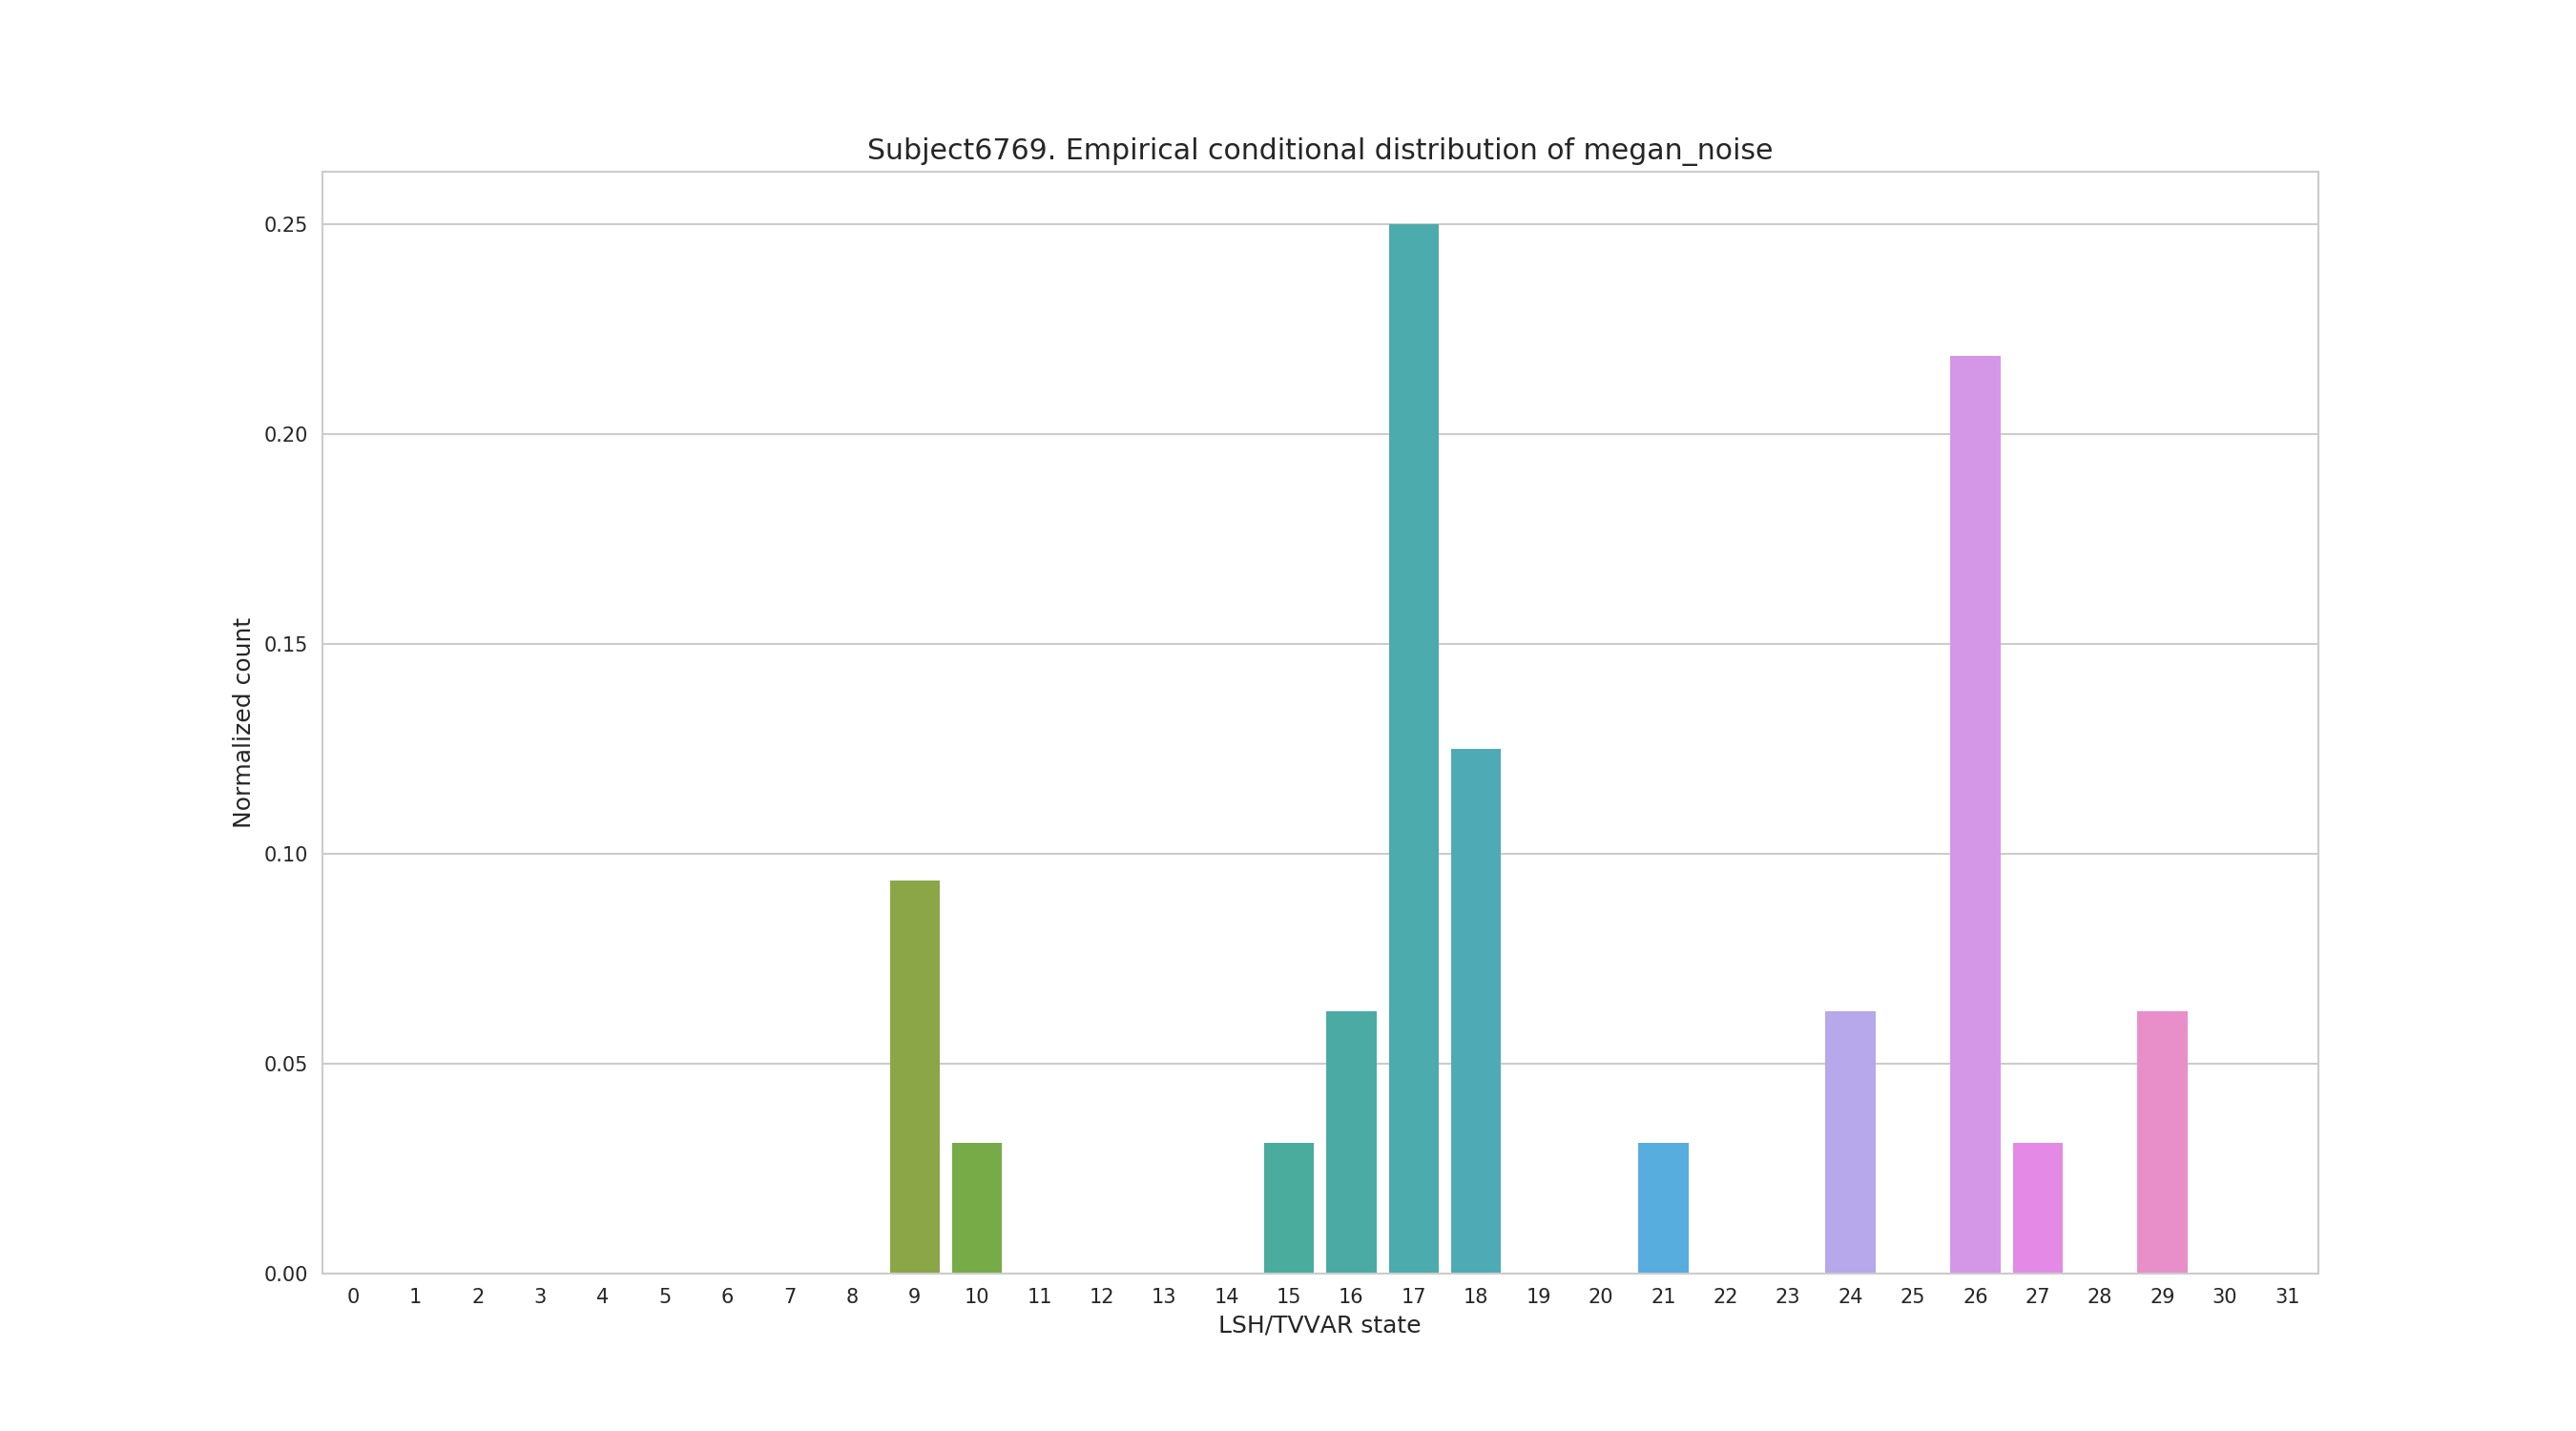 Subject6769. Empirical conditional distribution of megan_noise
Normalized count
0.25
0.20
0.15
0.10
0.05
0.00
0 1 2 3 4 5 6 7 8 9 10 11 12 13 14 15 16 17 18 19 20 21 22 23 24 25 26 27 28 29 30 31
LSH/TVVAR state